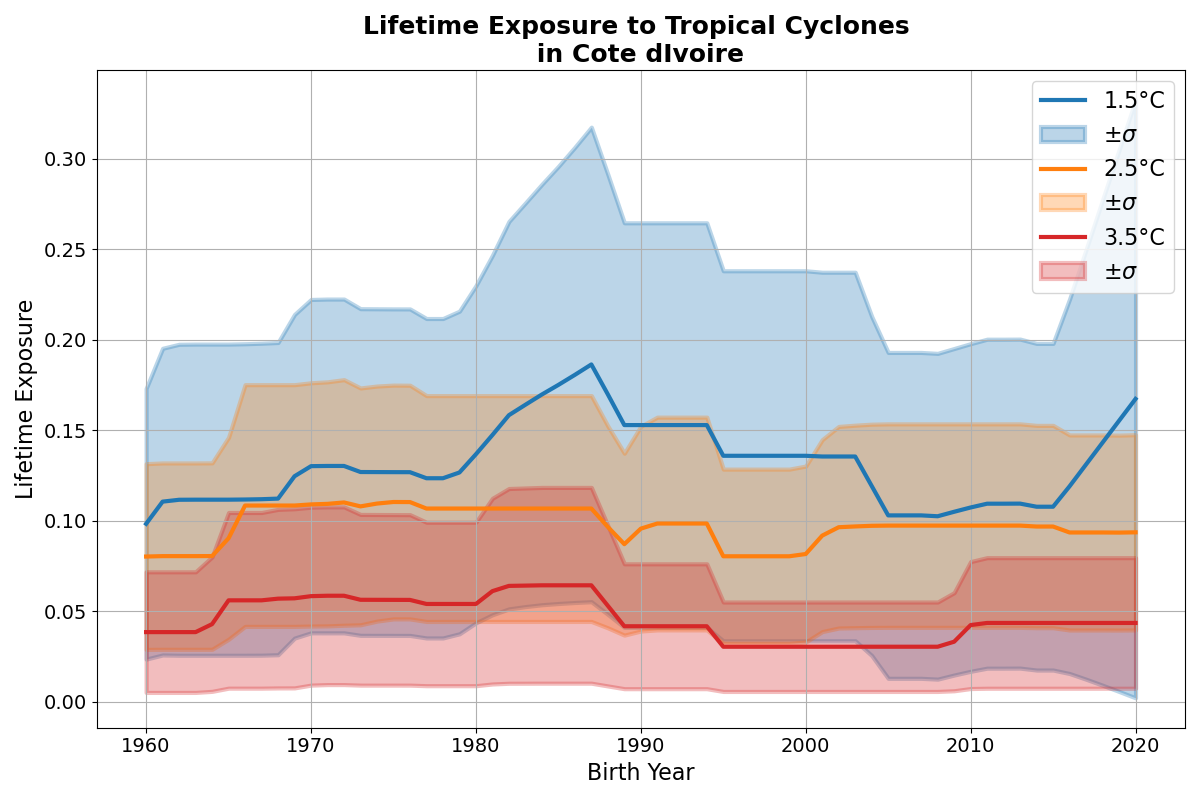 Lifetime Exposure to Tropical Cyclones
in Cote dIvoire
1.5°C
±σ
2.5°C
±σ
3.5°C
±σ
Lifetime Exposure
0.30
0.25
0.20
0.15
0.10
0.05
0.00
1960 1970 1980 1990 2000 2010 2020
Birth Year